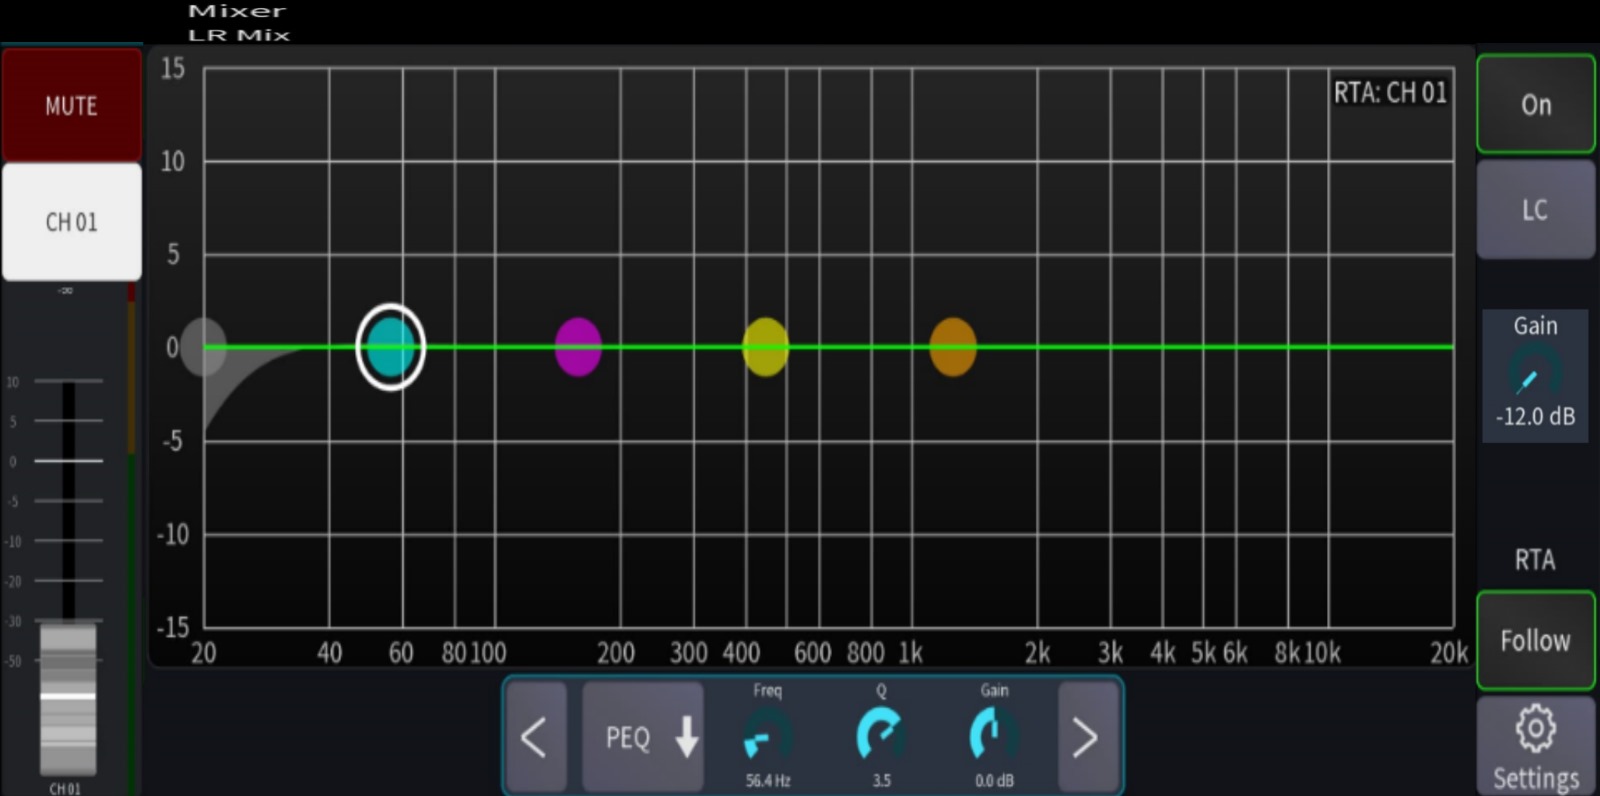 Mixer
LR Mix
MUTE
CH 01
-∞
10
5
0
-5
-10
-20
-30
-50
CH 01
15
10
5
0
-5
-10
-15
RTA: CH 01
20 40 60 80 100 200 300 400 600 800 1k 2k 3k 4k 5k 6k 8k 10k 20k
< PEQ >
Freq Q Gain
56.4 Hz 3.5 0.0 dB
On
LC
Gain
-12.0 dB
RTA
Follow
Settings